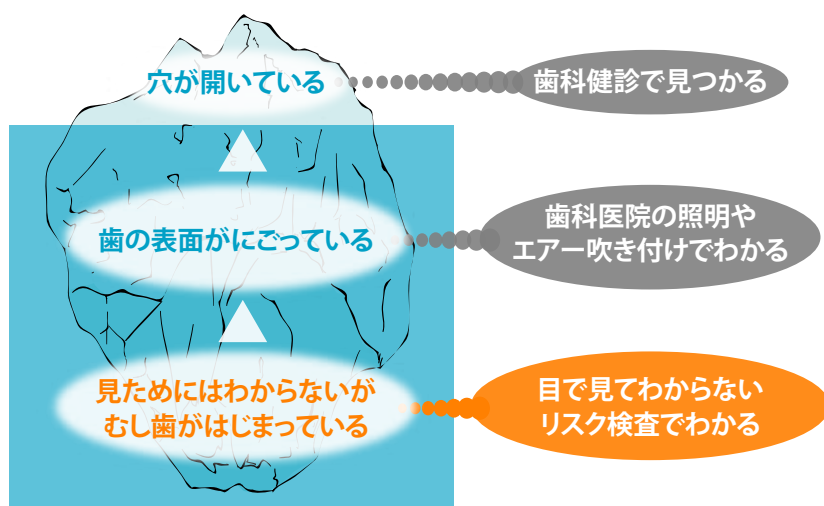 穴が開いている
歯科健診で見つかる
歯の表面がにごっている
歯科医院の照明や
エアー吹き付けでわかる
見ためにはわからないが
むし歯がはじまっている
目で見てわからない
リスク検査でわかる